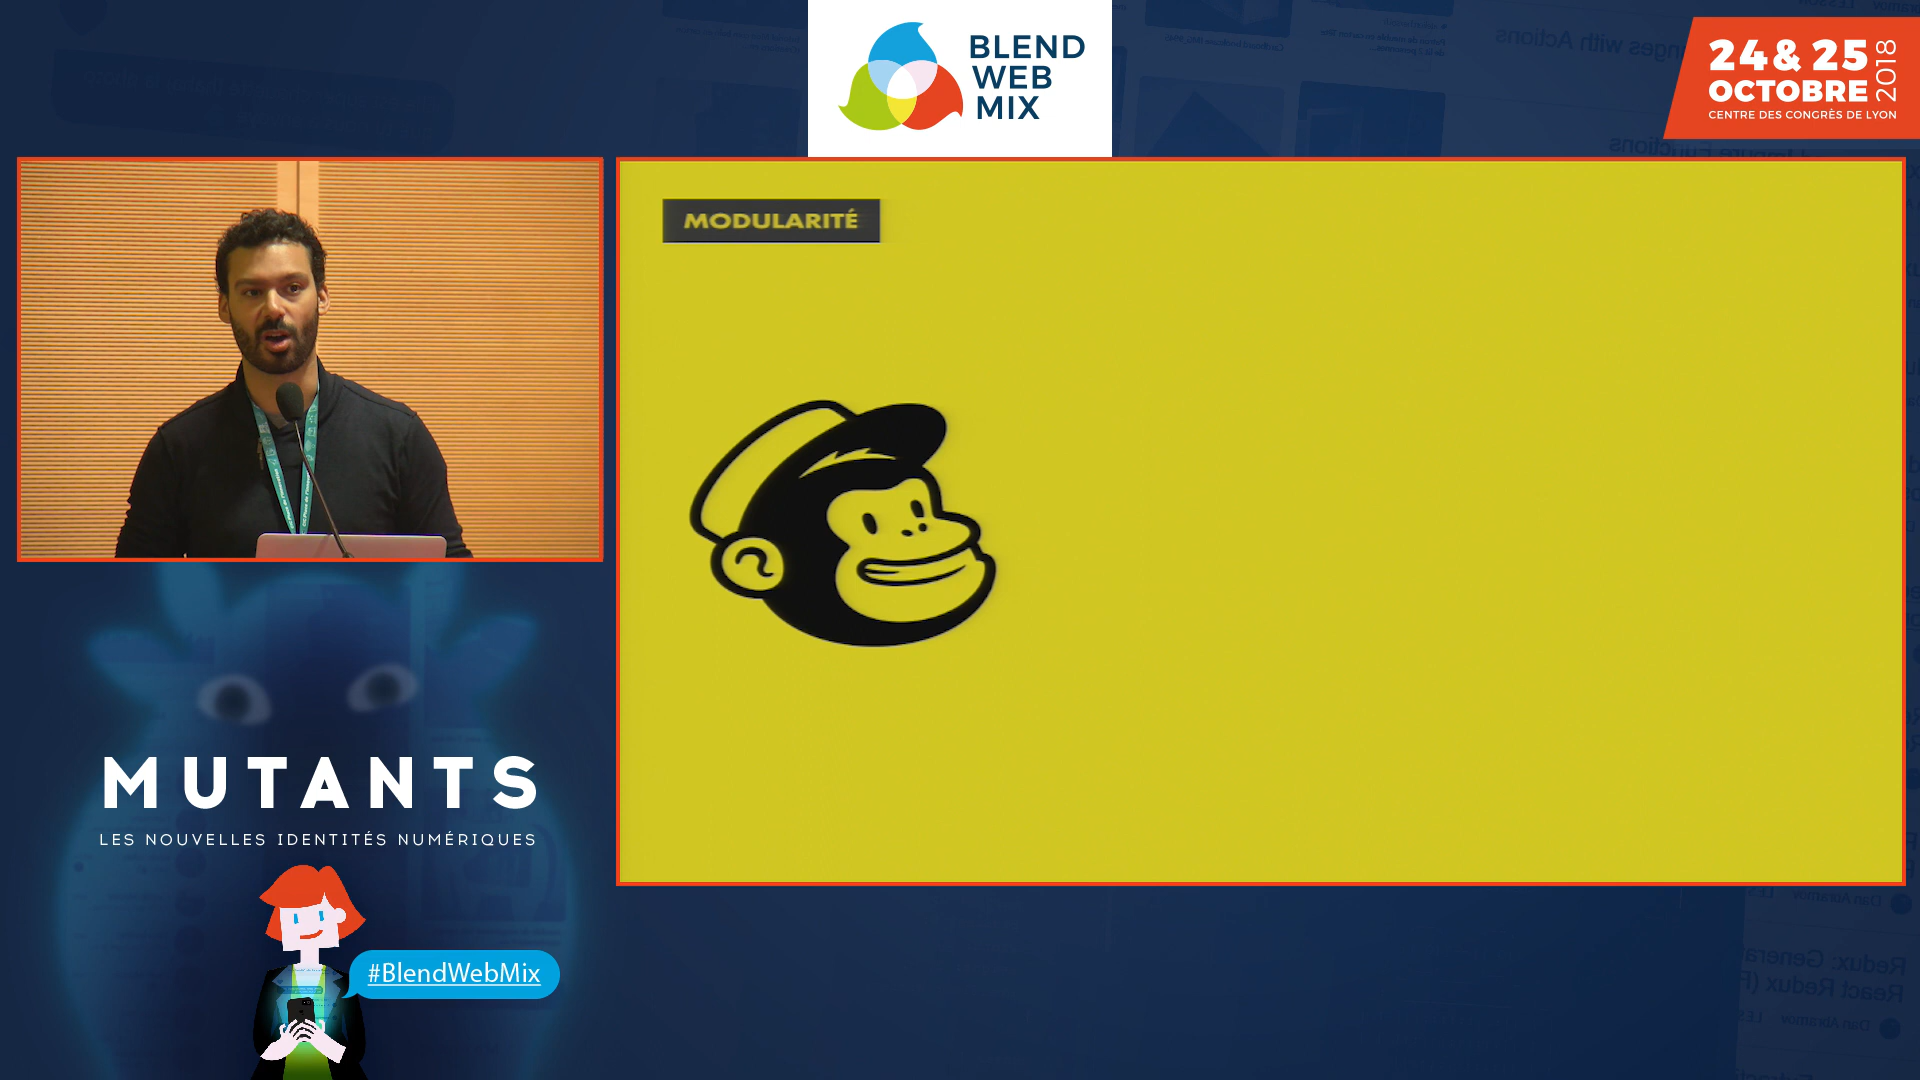 BLEND
WEB
MIX
24 & 25
OCTOBRE
2018
CENTRE DES CONGRÈS DE LYON
MODULARITÉ
MUTANTS
LES NOUVELLES IDENTITÉS NUMÉRIQUES
#BlendWebMix